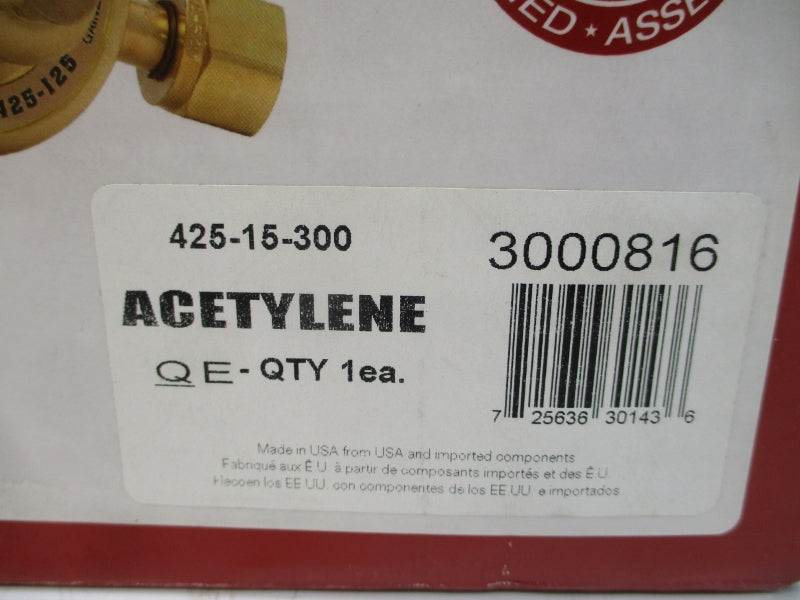 425-125
ED ★ ASSE
425-15-300
3000816
ACETYLENE
QE- QTY 1ea.
7 25636 30143 6
Made in USA from USA and imported components
Fabriqué aux É.U. à partir de composants importés et des É.U.
Hecoen los EE.UU. con componentes de los EE.UU. e importados